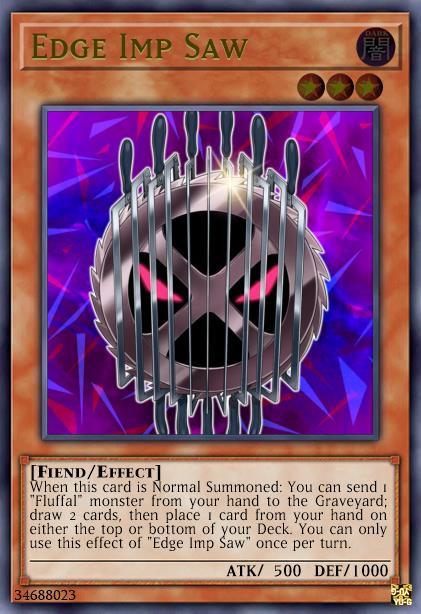 EDGE IMP SAW
DARK
闇
[FIEND/EFFECT]
When this card is Normal Summoned: You can send 1
"Fluffal" monster from your hand to the Graveyard;
draw 2 cards, then place 1 card from your hand on
either the top or bottom of your Deck. You can only
use this effect of "Edge Imp Saw" once per turn.
ATK/ 500 DEF/1000
34688023